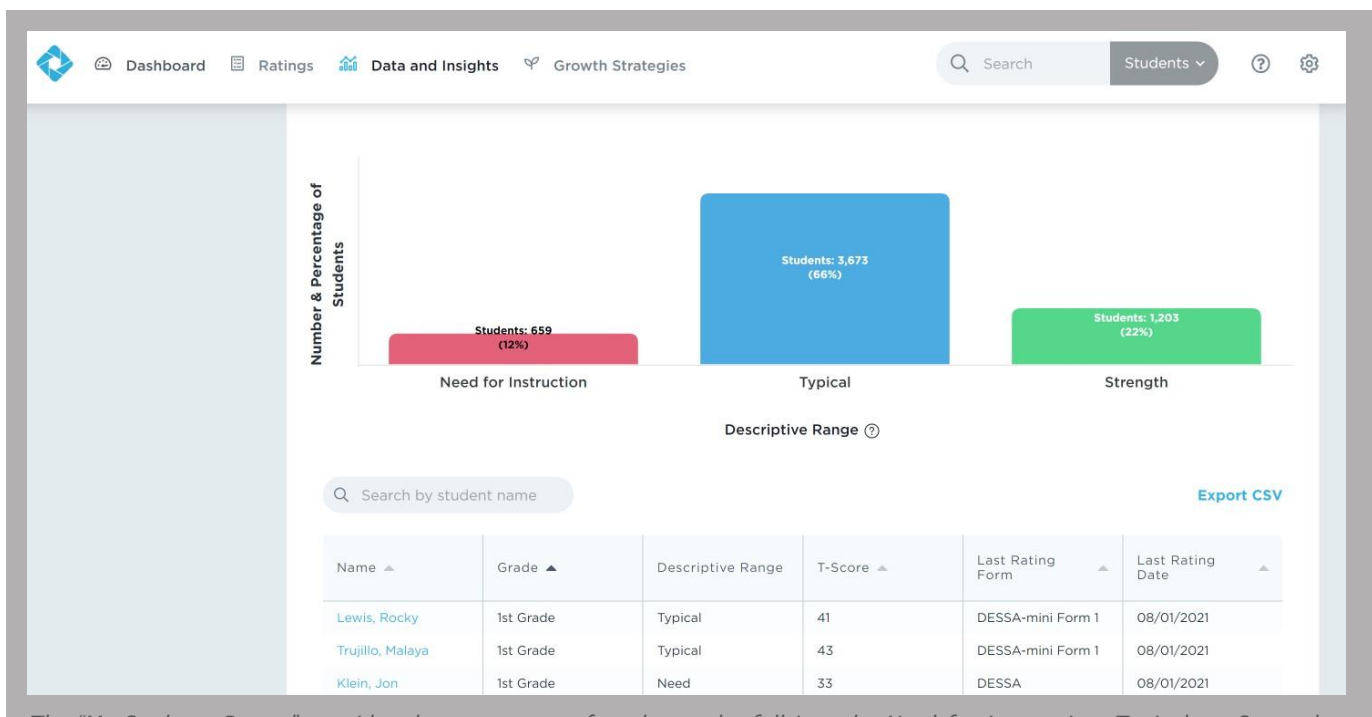 Dashboard Ratings Data and Insights Growth Strategies Search Students
Number & Percentage of
Students
Students: 659
(12%)
Students: 3,673
(66%)
Students: 1,203
(22%)
Need for Instruction Typical Strength
Descriptive Range ?
Search by student name Export CSV
Name Grade Descriptive Range T-Score Last Rating Form Last Rating Date
Lewis, Rocky 1st Grade Typical 41 DESSA-mini Form 1 08/01/2021
Trujillo, Malaya 1st Grade Typical 43 DESSA-mini Form 1 08/01/2021
Klein, Jon 1st Grade Need 33 DESSA 08/01/2021